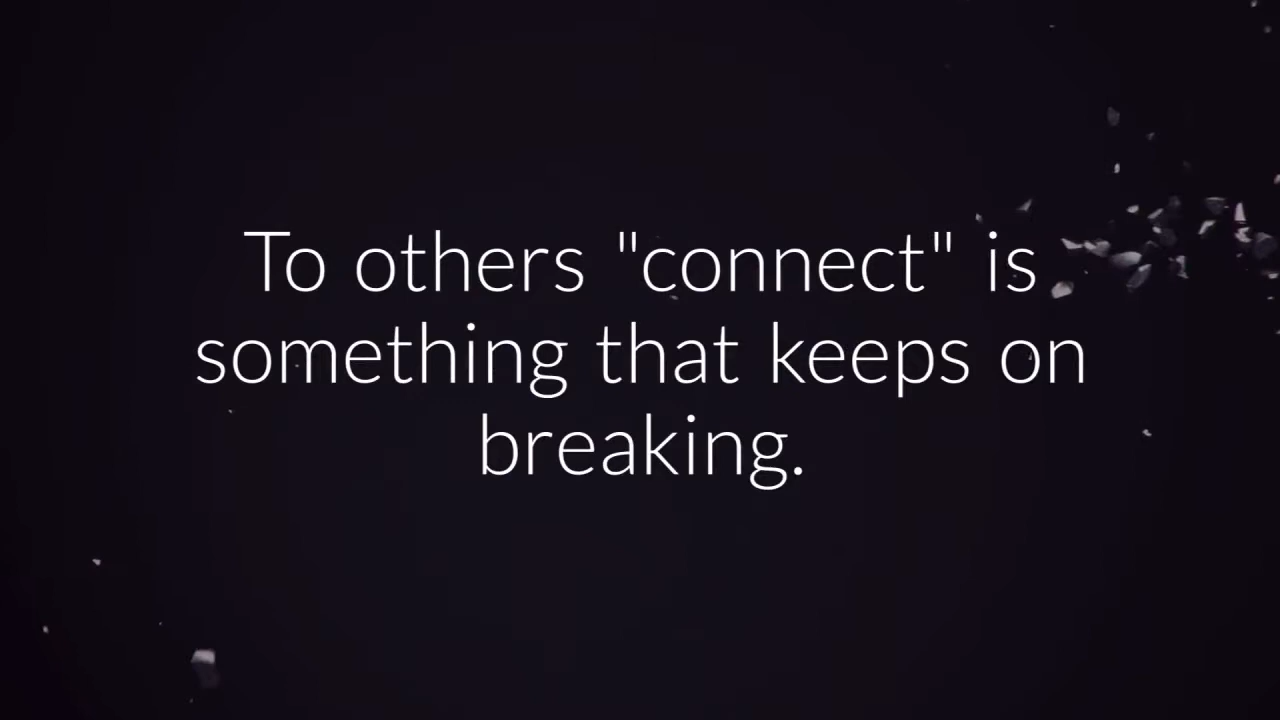 To others "connect" is
something that keeps on
breaking.